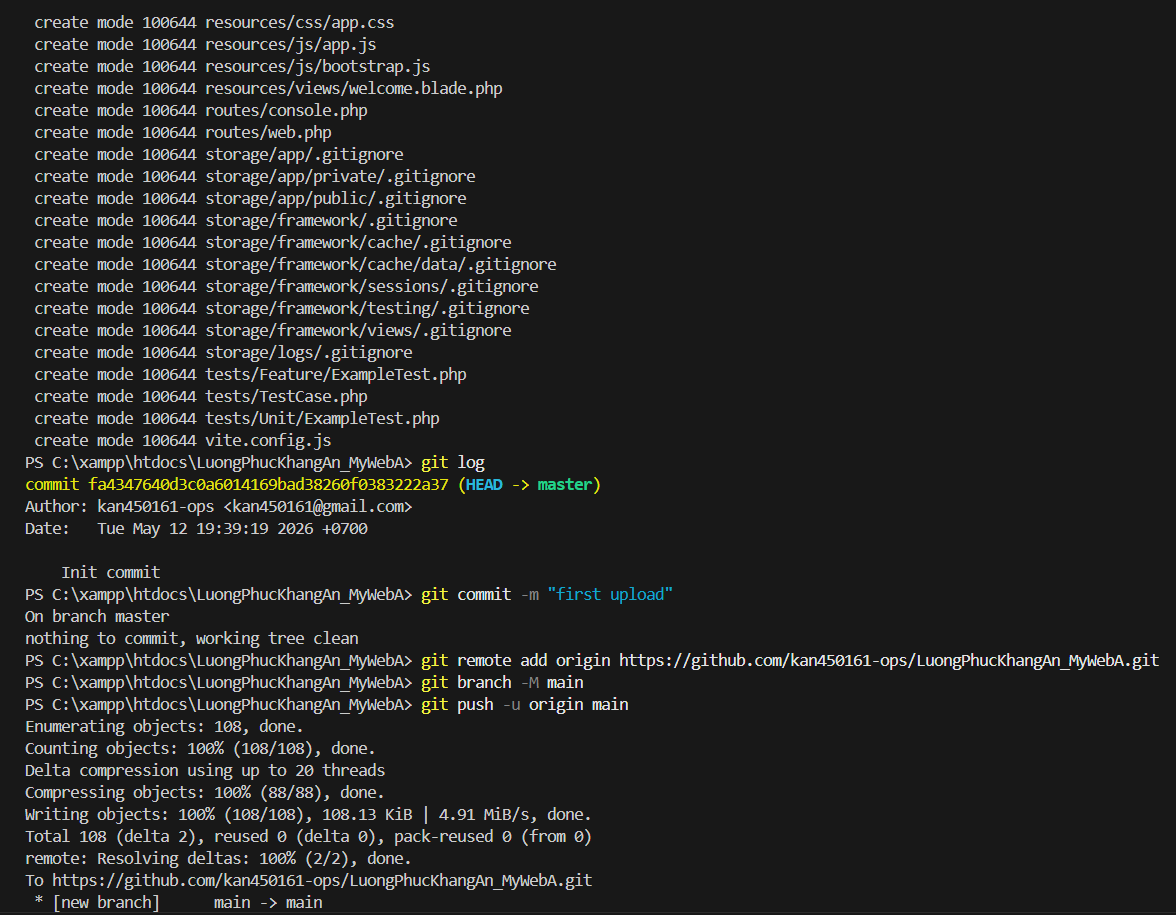 create mode 100644 resources/css/app.css
create mode 100644 resources/js/app.js
create mode 100644 resources/js/bootstrap.js
create mode 100644 resources/views/welcome.blade.php
create mode 100644 routes/console.php
create mode 100644 routes/web.php
create mode 100644 storage/app/.gitignore
create mode 100644 storage/app/private/.gitignore
create mode 100644 storage/app/public/.gitignore
create mode 100644 storage/framework/.gitignore
create mode 100644 storage/framework/cache/.gitignore
create mode 100644 storage/framework/cache/data/.gitignore
create mode 100644 storage/framework/sessions/.gitignore
create mode 100644 storage/framework/testing/.gitignore
create mode 100644 storage/framework/views/.gitignore
create mode 100644 storage/logs/.gitignore
create mode 100644 tests/Feature/ExampleTest.php
create mode 100644 tests/TestCase.php
create mode 100644 tests/Unit/ExampleTest.php
create mode 100644 vite.config.js
PS C:\xampp\htdocs\LuongPhucKhangAn_MyWebA> git log
commit fa4347640d3c0a6014169bad38260f0383222a37 (HEAD -> master)
Author: kan450161-ops <kan450161@gmail.com>
Date:   Tue May 12 19:39:19 2026 +0700
    Init commit
PS C:\xampp\htdocs\LuongPhucKhangAn_MyWebA> git commit -m "first upload"
On branch master
nothing to commit, working tree clean
PS C:\xampp\htdocs\LuongPhucKhangAn_MyWebA> git remote add origin https://github.com/kan450161-ops/LuongPhucKhangAn_MyWebA.git
PS C:\xampp\htdocs\LuongPhucKhangAn_MyWebA> git branch -M main
PS C:\xampp\htdocs\LuongPhucKhangAn_MyWebA> git push -u origin main
Enumerating objects: 108, done.
Counting objects: 100% (108/108), done.
Delta compression using up to 20 threads
Compressing objects: 100% (88/88), done.
Writing objects: 100% (108/108), 108.13 KiB | 4.91 MiB/s, done.
Total 108 (delta 2), reused 0 (delta 0), pack-reused 0 (from 0)
remote: Resolving deltas: 100% (2/2), done.
To https://github.com/kan450161-ops/LuongPhucKhangAn_MyWebA.git
 * [new branch]      main -> main